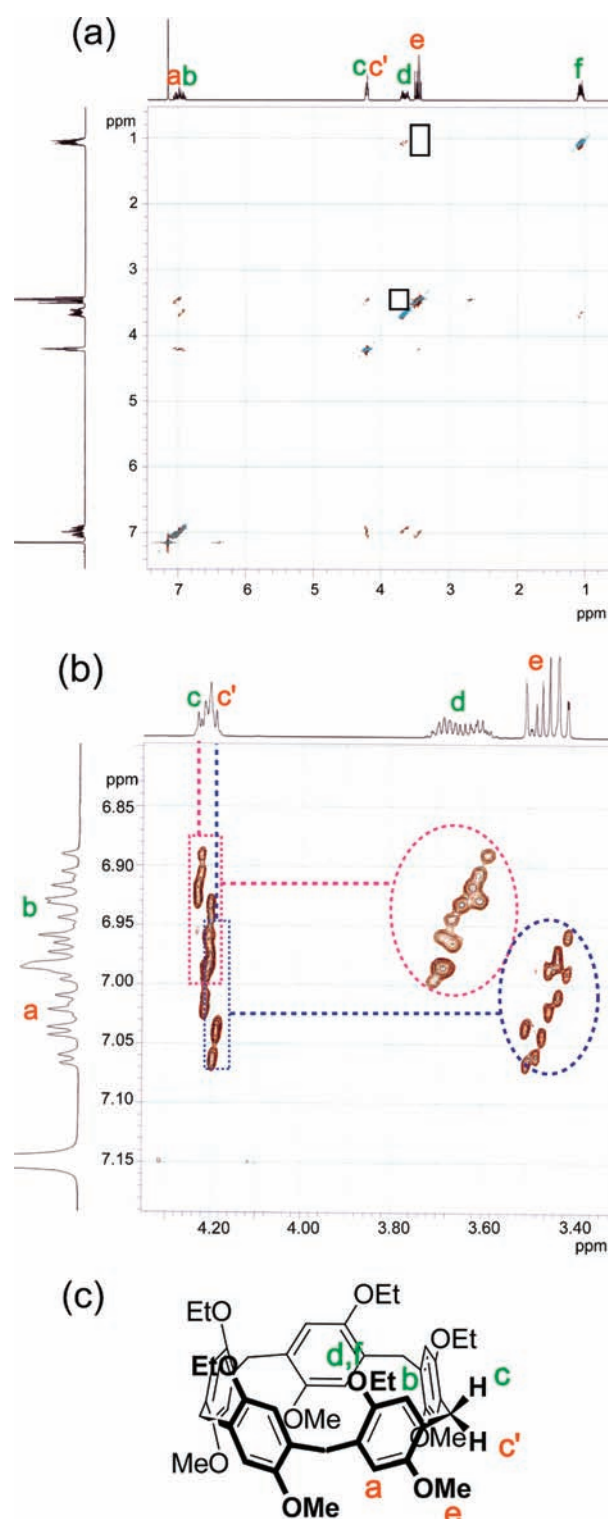 (a)
e
a b
c c' d
f
ppm
1
2
3
4
5
6
7
7 6 5 4 3 2 1
ppm
(b)
e
c c'
d
ppm
6.85
6.90
b
6.95
7.00
a
7.05
7.10
7.15
4.20 4.00 3.80 3.60 3.40
ppm
(c)
OEt
EtO
OEt
EtO
d,f
OEt
b
H
c
OMe
OMe
H
c'
MeO
a
OMe
OMe
e